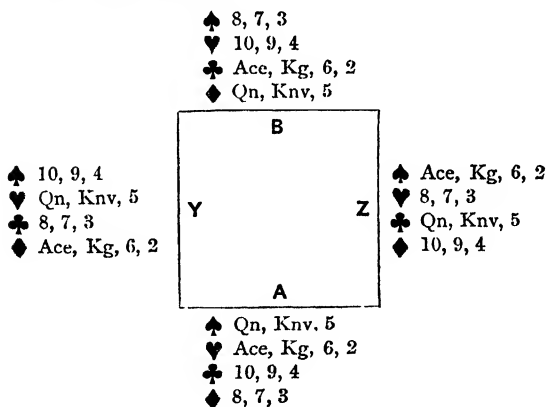 ♠ 8, 7, 3
♥ 10, 9, 4
♣ Ace, Kg, 6, 2
♦ Qn, Knv, 5
B
♠ 10, 9, 4
♥ Qn, Knv, 5
♣ 8, 7, 3
♦ Ace, Kg, 6, 2
Y
Z
♠ Ace, Kg, 6, 2
♥ 8, 7, 3
♣ Qn, Knv, 5
♦ 10, 9, 4
A
♠ Qn, Knv. 5
♥ Ace, Kg, 6, 2
♣ 10, 9, 4
♦ 8, 7, 3